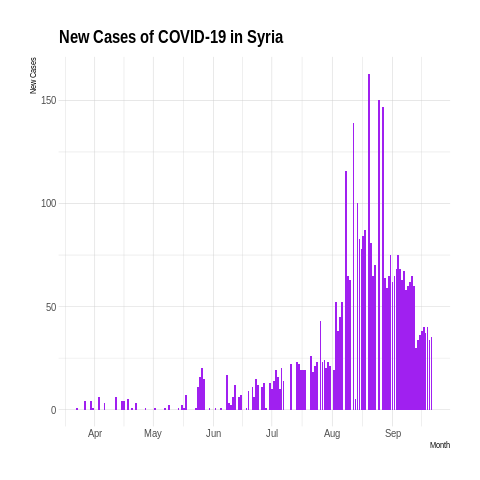 New Cases of COVID-19 in Syria
New Cases
150
100
50
0
Apr May Jun Jul Aug Sep
Month